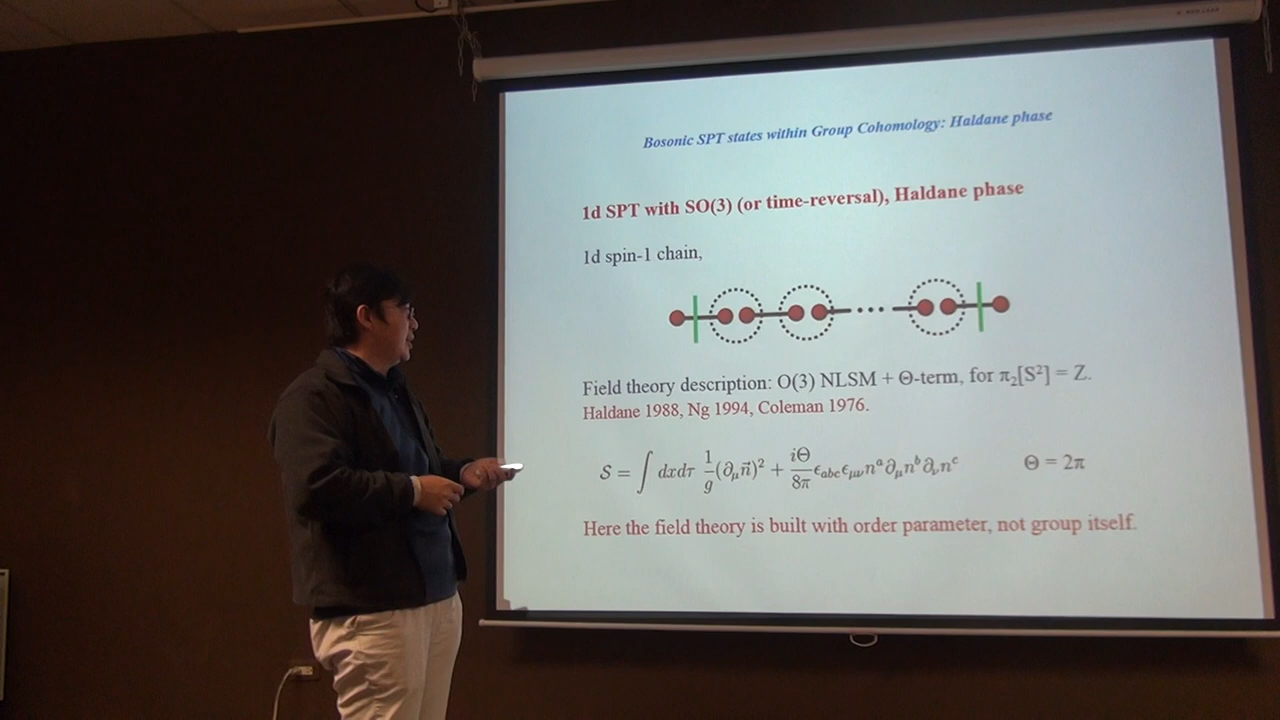 Bosonic SPT states within Group Cohomology: Haldane phase
1d SPT with SO(3) (or time-reversal), Haldane phase
1d spin-1 chain,
Field theory description: O(3) NLSM + Θ-term, for π₂[S²] = Z.
Haldane 1988, Ng 1994, Coleman 1976.
𝒮 = ∫ dxdτ 1/g (∂_μ n⃗)² + iΘ/8π ϵ_abc ϵ_μν n^a ∂_μ n^b ∂_ν n^c Θ = 2π
Here the field theory is built with order parameter, not group itself.